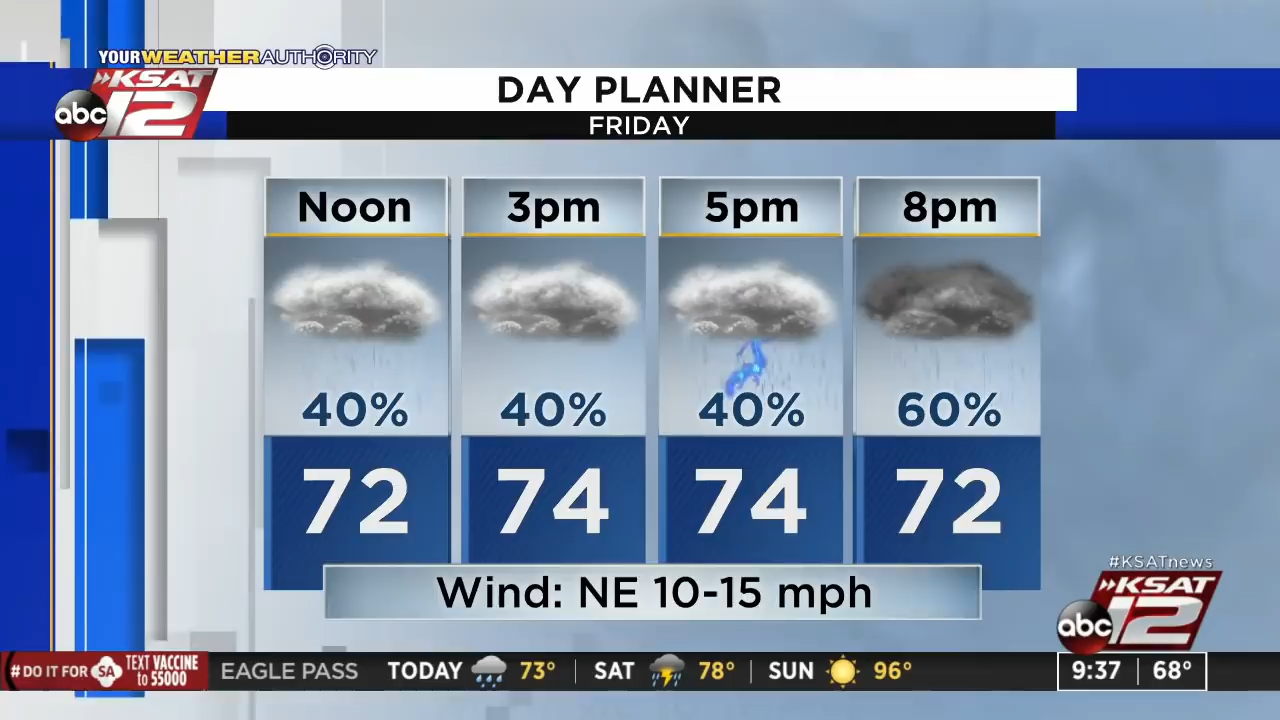 YOURWEATHERAUTHORITY
KSAT
abc 12
DAY PLANNER
FRIDAY
Noon 3pm 5pm 8pm
40% 40% 40% 60%
72 74 74 72
Wind: NE 10-15 mph
#KSATnews
KSAT
abc 12
#DO IT FOR SA TEXT VACCINE to 55000 EAGLE PASS TODAY 73° SAT 78° SUN 96° 9:37 68°